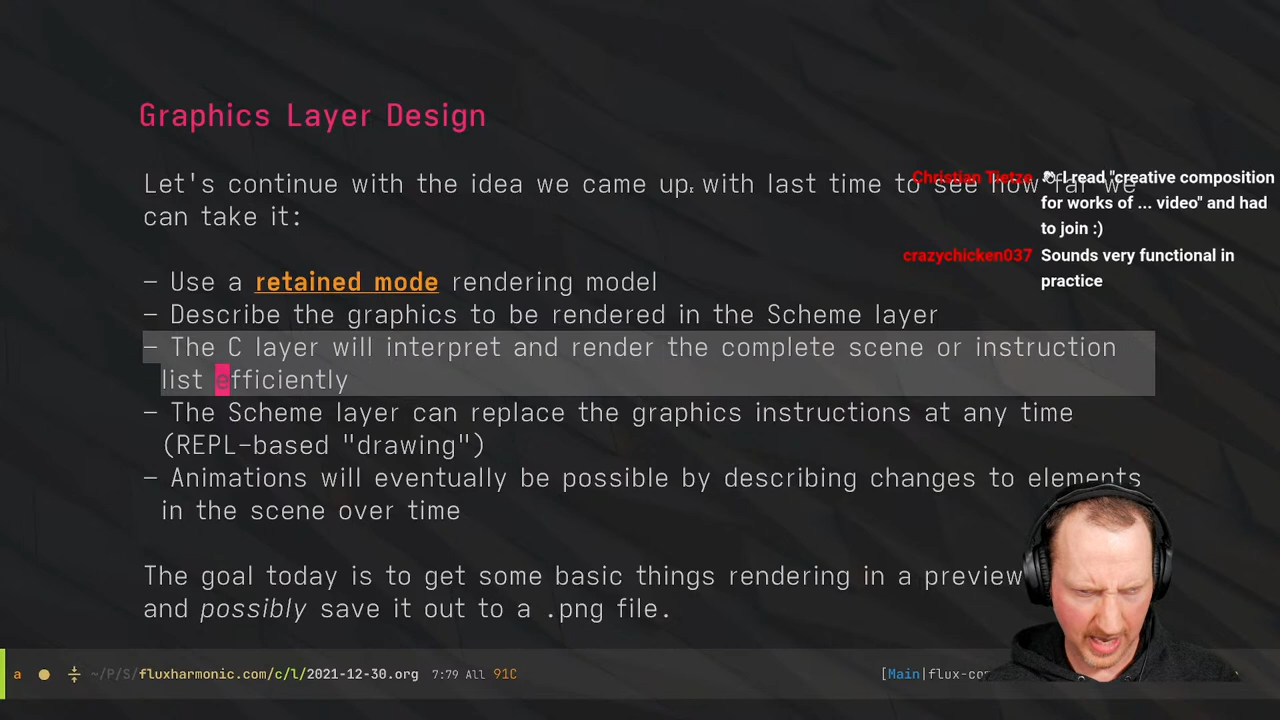 Graphics Layer Design
Let's continue with the idea we came up with last time to see how far we
can take it:
– Use a retained mode rendering model
– Describe the graphics to be rendered in the Scheme layer
– The C layer will interpret and render the complete scene or instruction
list efficiently
– The Scheme layer can replace the graphics instructions at any time
(REPL-based "drawing")
– Animations will eventually be possible by describing changes to elements
in the scene over time
The goal today is to get some basic things rendering in a preview
and possibly save it out to a .png file.
Christian Tietze 👋 I read "creative composition
for works of ... video" and had
to join :)
crazychicken037 Sounds very functional in
practice
a ~/P/S/fluxharmonic.com/c/l/2021-12-30.org 7:79 All 91C [Main|flux-co